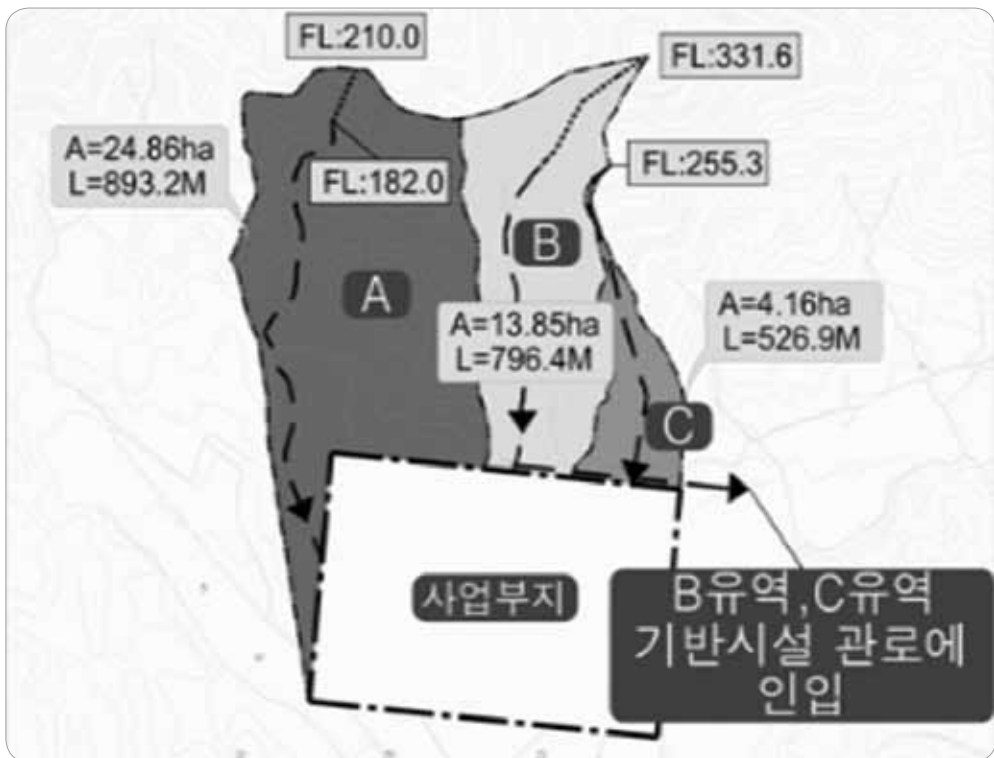 FL:210.0
FL:331.6
A=24.86ha
L=893.2M
FL:182.0
FL:255.3
B
A
A=13.85ha
L=796.4M
A=4.16ha
L=526.9M
C
사업부지
B유역,C유역
기반시설 관로에
인입